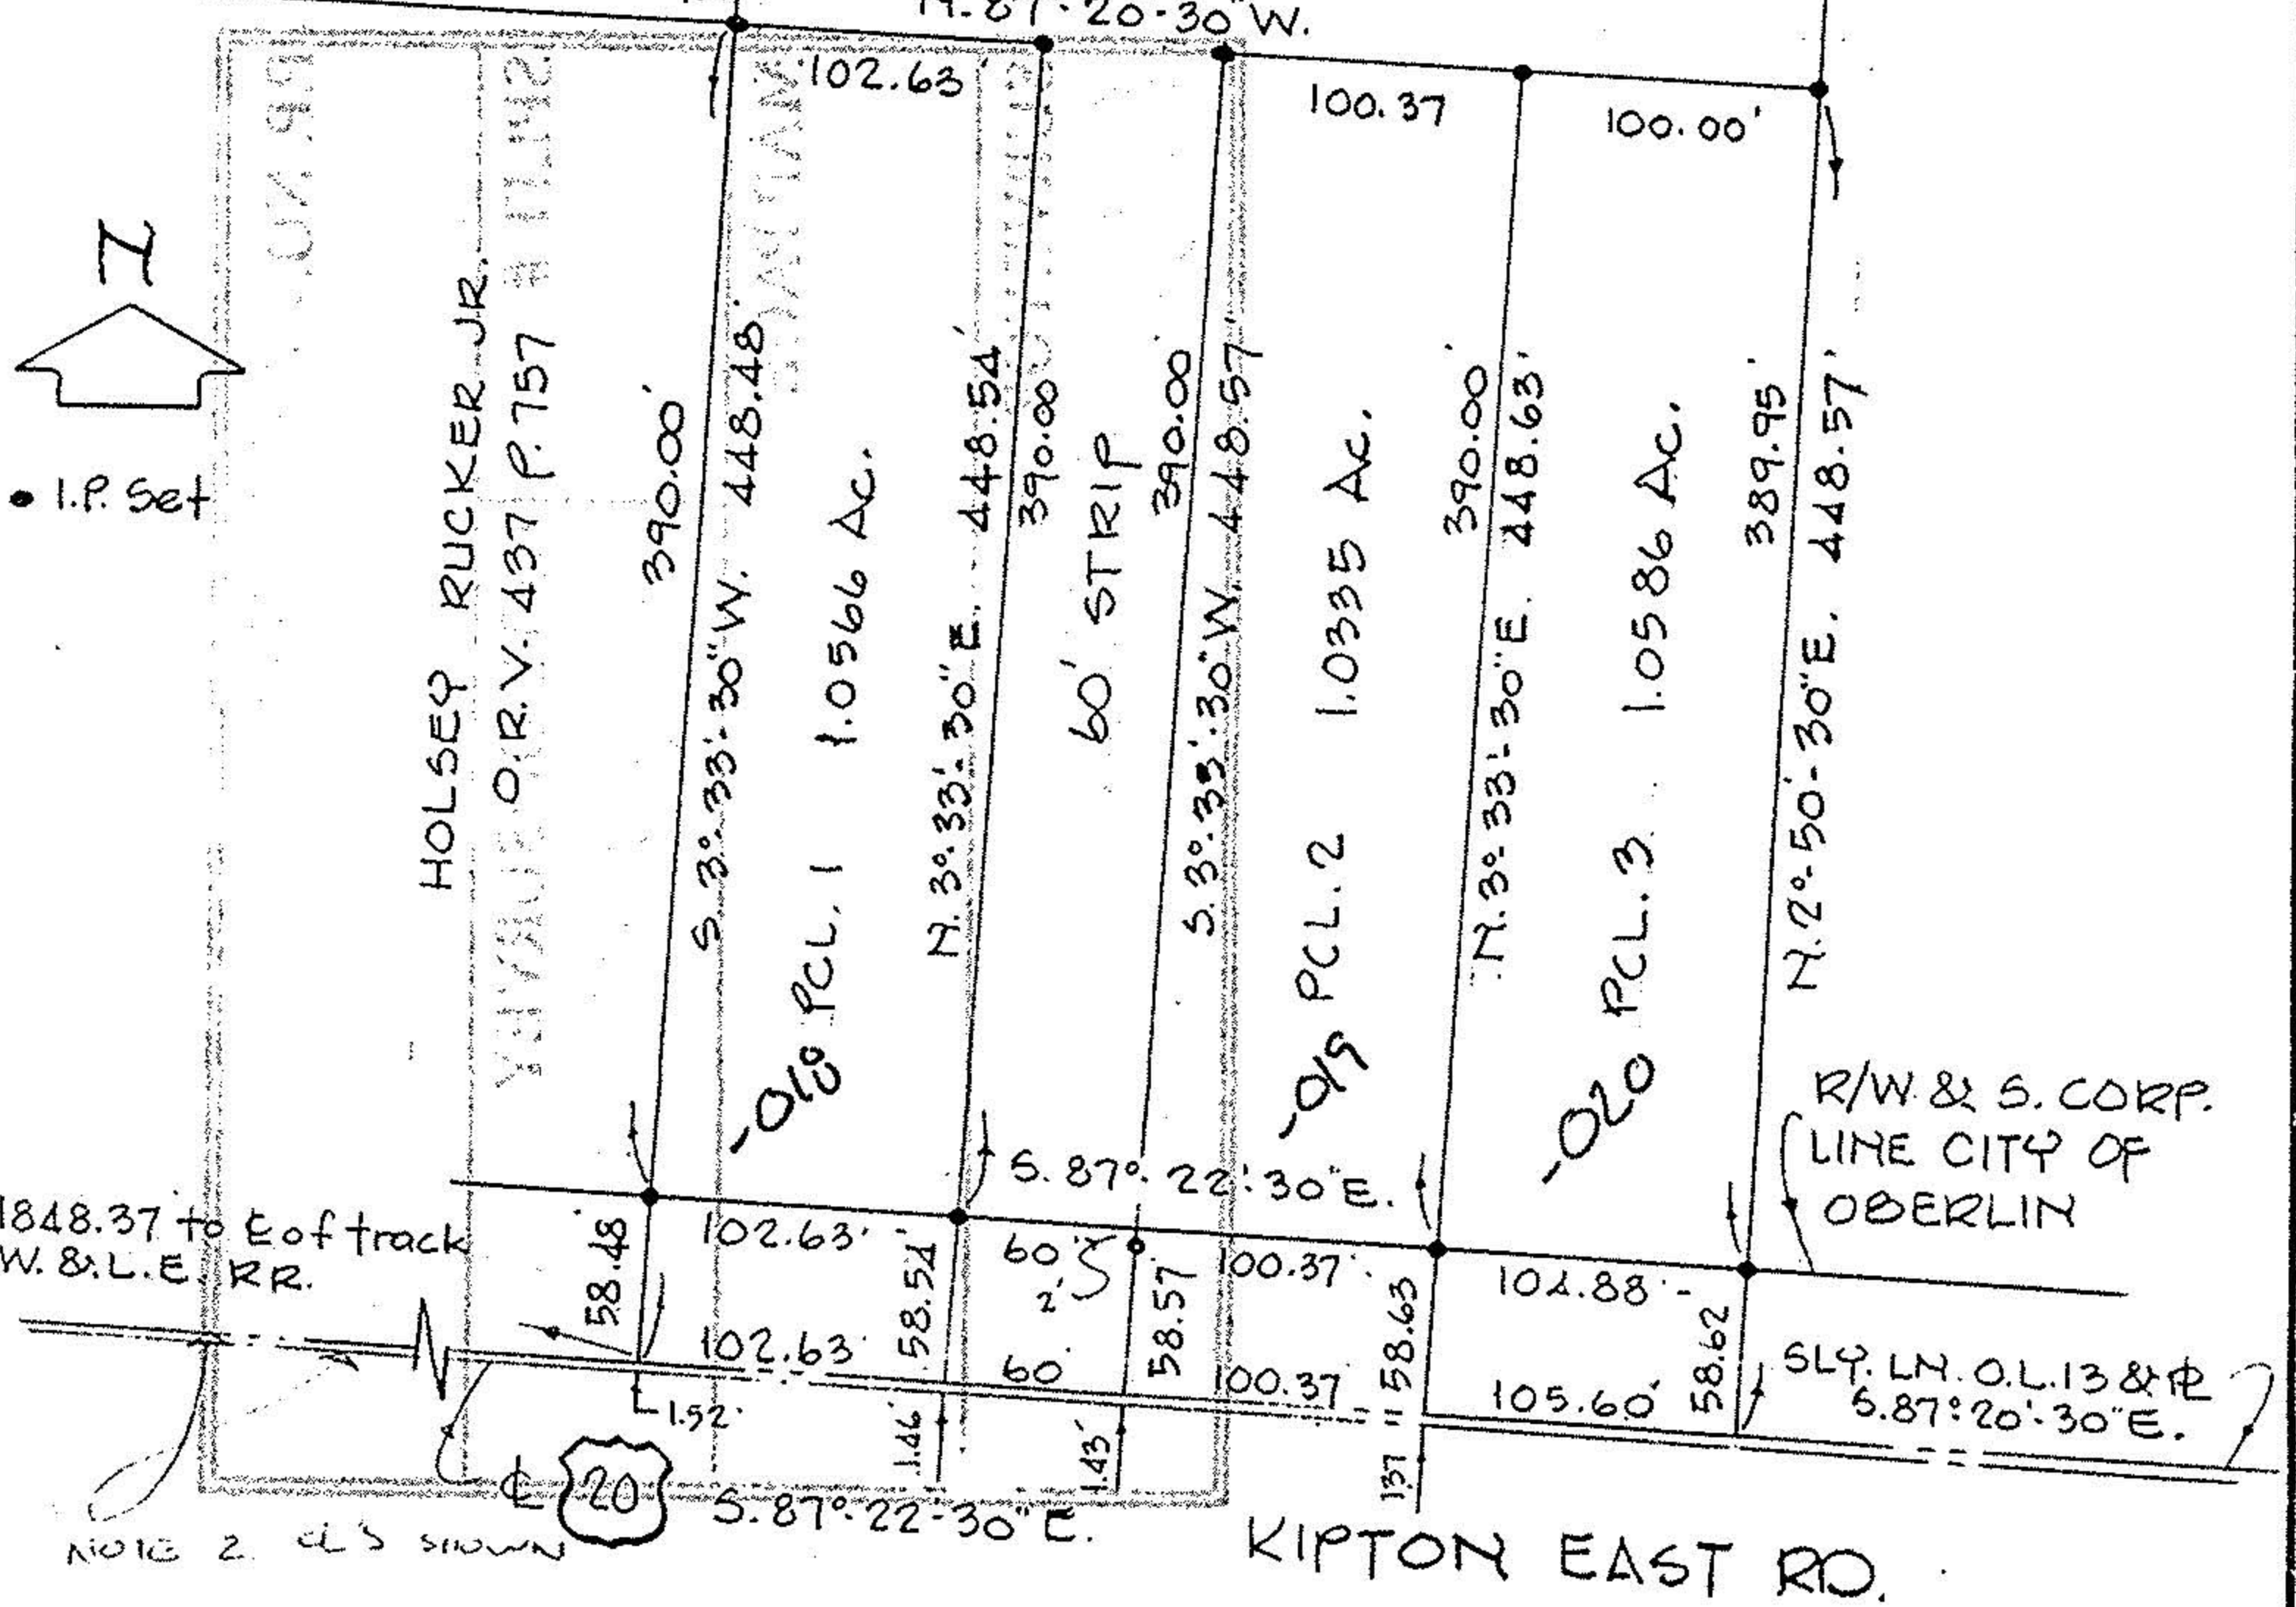 N. 87°-20'-30" W.
102.63'
100.37
100.00'
N
• I.P. Set
HOLSEY RUCKER JR.
O.R.V. 437 P. 757
390.00'
S. 3°-33'-30" W. 448.48'
PCL. 1 1.0566 Ac.
-018
N. 3°-33'-30" E. 448.54'
390.00'
60' STRIP
390.00
S. 3°-33'-30" W. 448.57'
PCL. 2 1.0335 Ac.
-019
390.00'
N. 3°-33'-30" E. 448.63'
PCL. 3 1.0586 Ac.
-020
389.95'
N. 2°-50'-30" E. 448.57'
R/W. & S. CORP.
LINE CITY OF
OBERLIN
S. 87°-22'-30" E.
1848.37 to ℄ of track
W. & L.E. RR.
58.48
102.63'
58.54
60'
2'
58.57
100.37'
58.63
104.88'
58.62
102.63'
60'
100.37
105.60'
SLY. LN. O.L. 13 & ⅊
S. 87°-20'-30" E.
1.52'
1.46'
1.43'
1.37
℄ 20
S. 87°-22'-30" E.
NOTE 2 ℄'S SHOWN
KIPTON EAST RD.